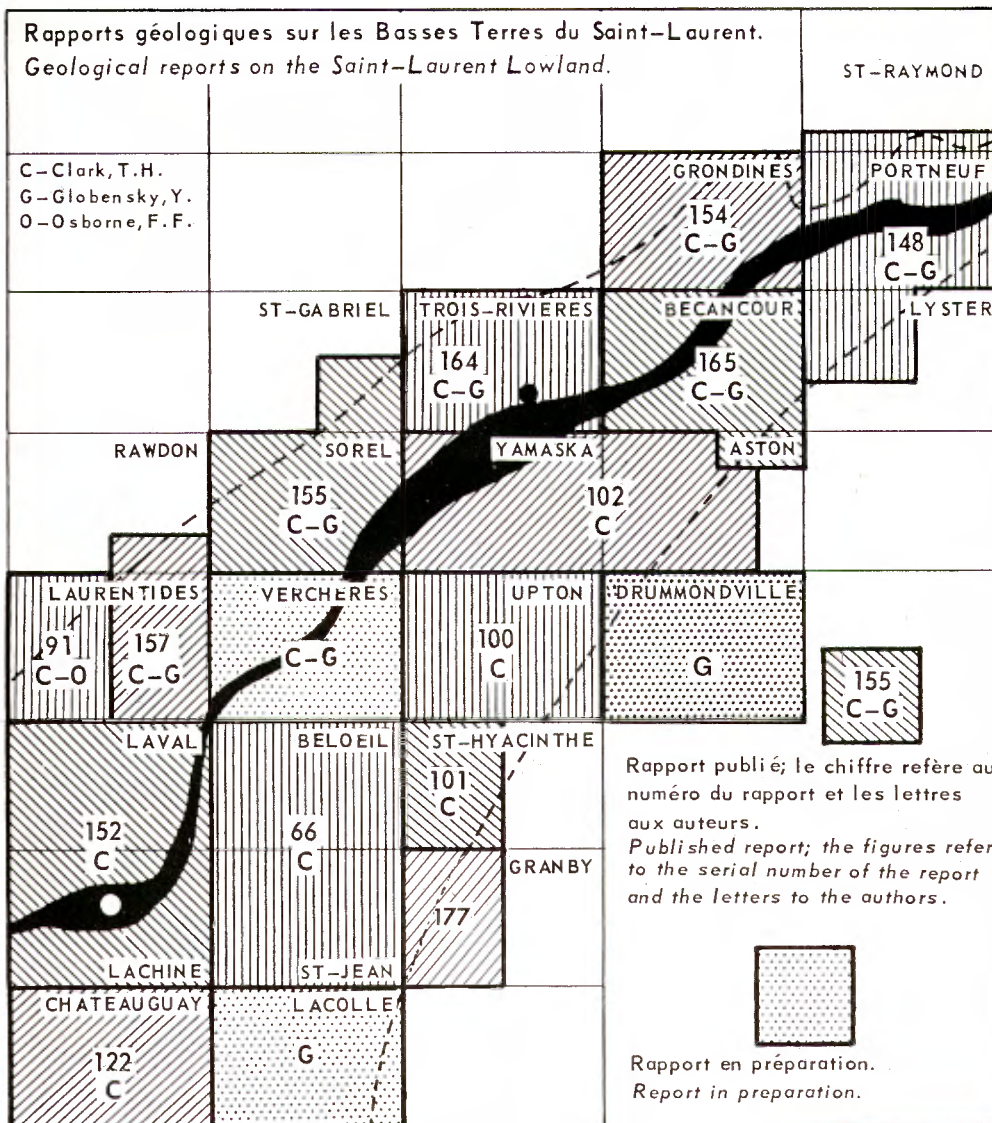 Rapports géologiques sur les Basses Terres du Saint-Laurent.
Geological reports on the Saint-Laurent Lowland.
ST-RAYMOND
C-Clark, T.H.
G-Globensky, Y.
O-Osborne, F.F.
GRONDINES
154
C-G
PORTNEUF
148
C-G
ST-GABRIEL
TROIS-RIVIERES
164
C-G
BECANCOUR
165
C-G
LYSTER
RAWDON
SOREL
155
C-G
YAMASKA
102
C
ASTON
LAURENTIDES
91
C-O
157
C-G
VERCHERES
C-G
UPTON
100
C
DRUMMONDVILLE
G
155
C-G
LAVAL
152
C
LACHINE
BELOEIL
66
C
ST-JEAN
ST-HYACINTHE
101
C
GRANBY
177
Rapport publié; le chiffre refère au
numéro du rapport et les lettres
aux auteurs.
Published report; the figures refer
to the serial number of the report
and the letters to the authors.
CHATEAUGUAY
122
C
LACOLLE
G
Rapport en préparation.
Report in preparation.